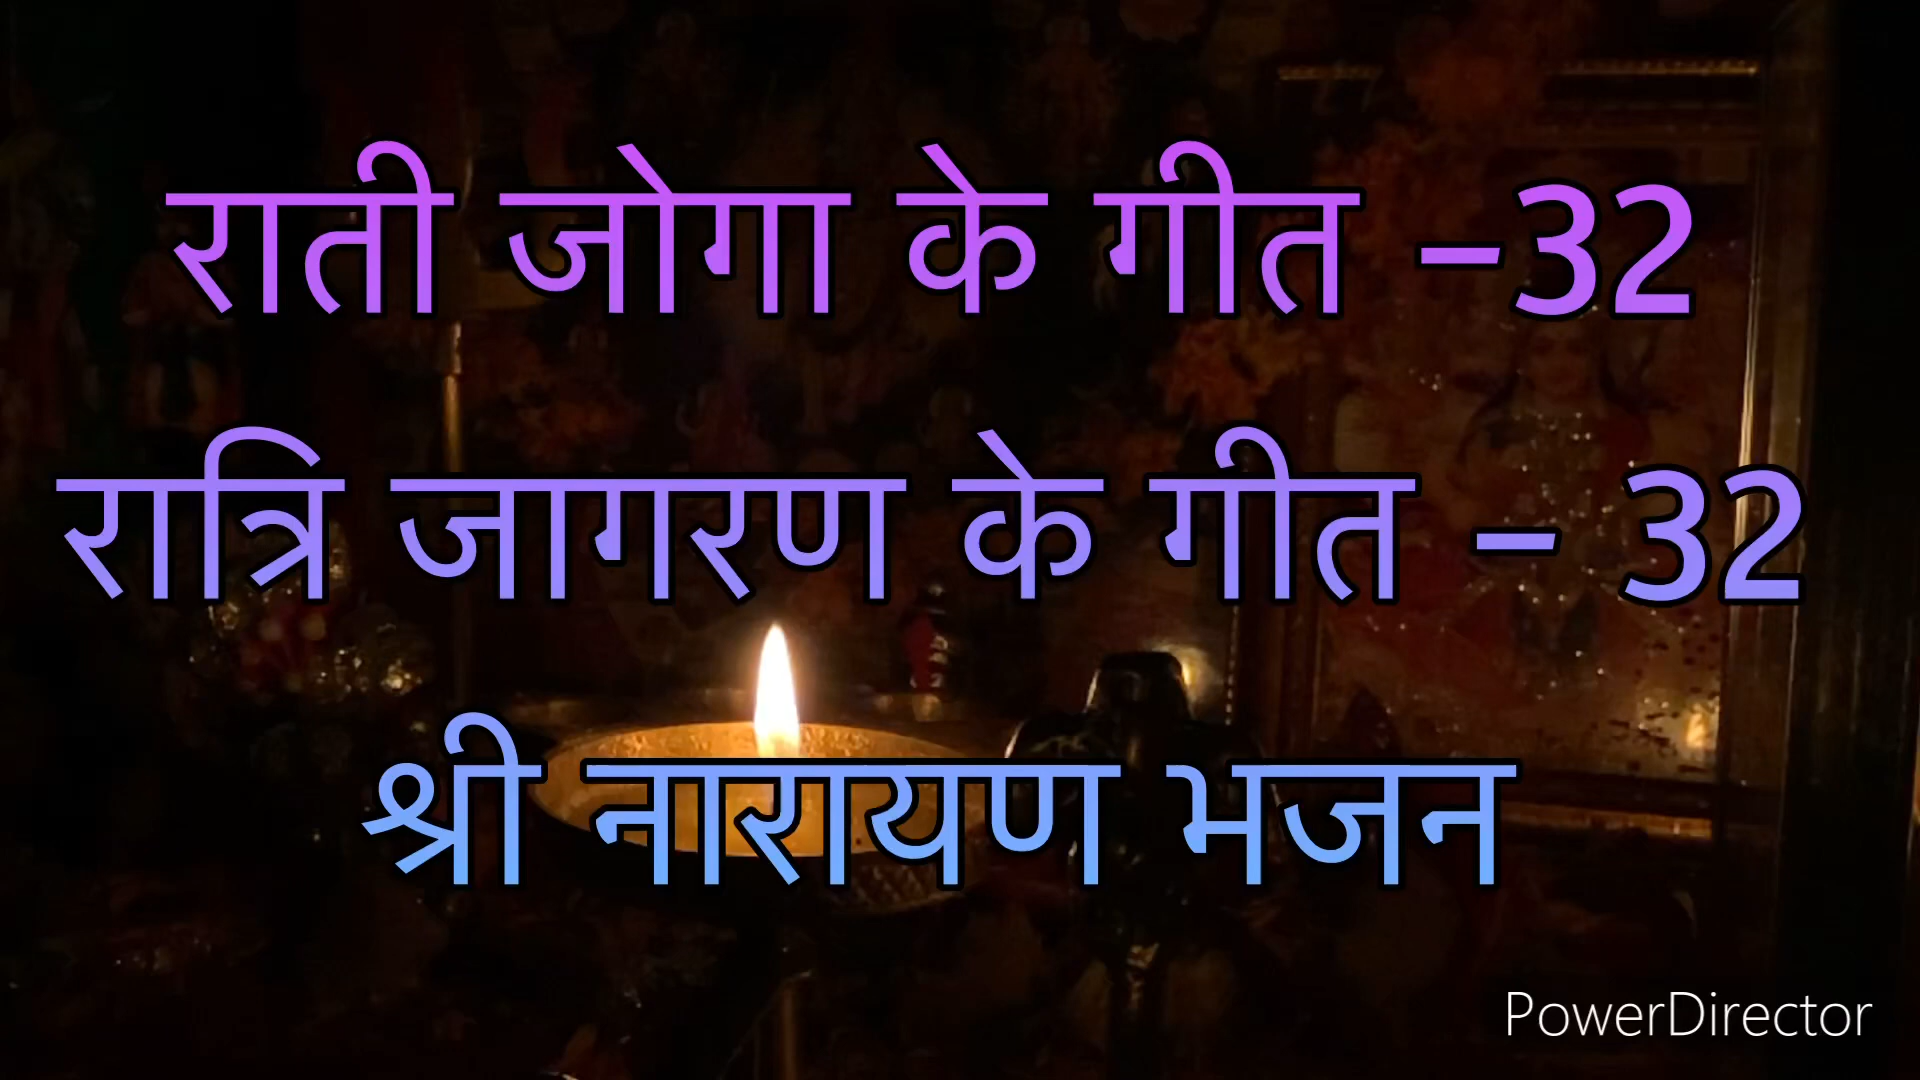 राती जोगा के गीत -32
रात्रि जागरण के गीत - 32
श्री नारायण भजन
PowerDirector